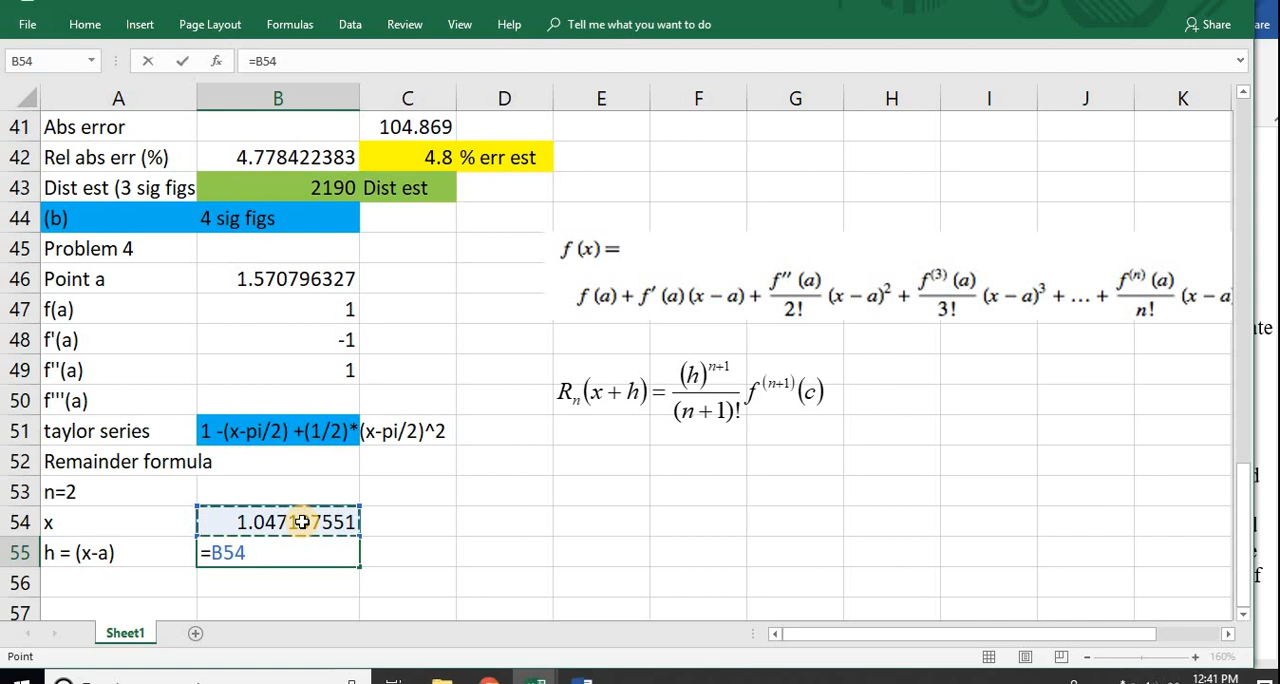 File Home Insert Page Layout Formulas Data Review View Help Tell me what you want to do Share
B54 fx =B54
A B C D E F G H I J K
41 Abs error 104.869
42 Rel abs err (%) 4.778422383 4.8 % err est
43 Dist est (3 sig figs 2190 Dist est
44 (b) 4 sig figs
45 Problem 4
f (x) =
46 Point a 1.570796327
f (a) + f′ (a) (x − a) + f″ (a) / 2! (x − a)² + f⁽³⁾ (a) / 3! (x − a)³ + … + f⁽ⁿ⁾ (a) / n! (x − a
47 f(a) 1
48 f'(a) -1
49 f''(a) 1
Rₙ(x + h) = (h)ⁿ⁺¹ / (n + 1)! f⁽ⁿ⁺¹⁾(c)
50 f'''(a)
51 taylor series 1 -(x-pi/2) +(1/2)*(x-pi/2)^2
52 Remainder formula
53 n=2
54 x
55 h = (x-a) =B54
56
57
Sheet1
Point 160%
12:41 PM